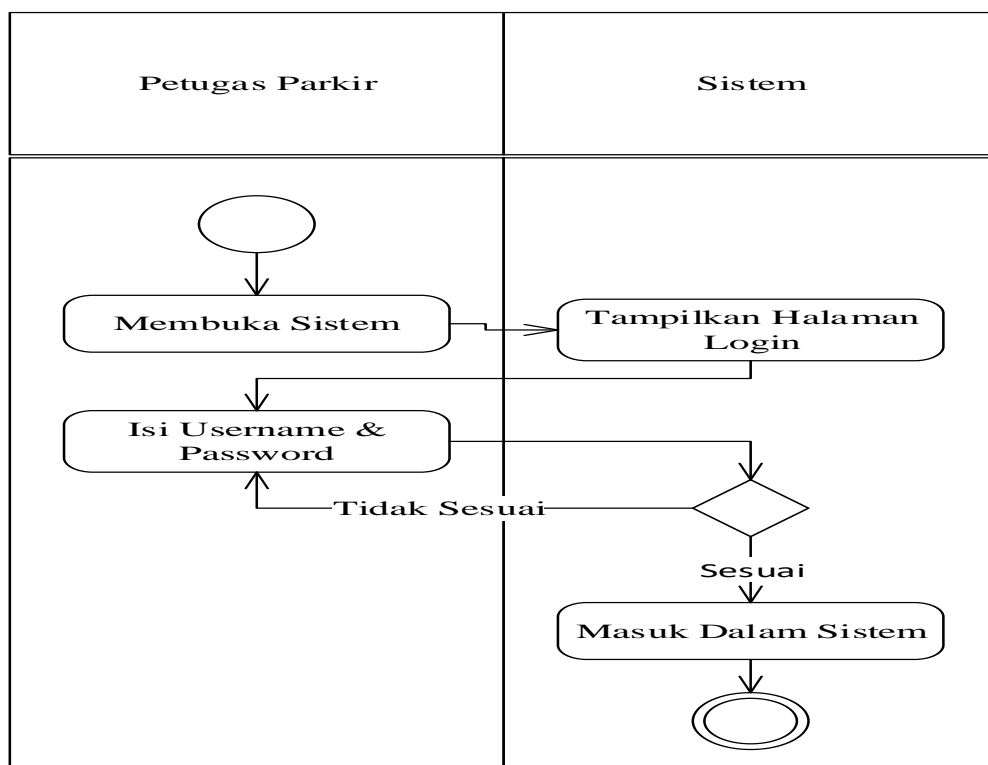 Petugas Parkir
Sistem
Membuka Sistem
Tampilkan Halaman
Login
Isi Username &
Password
Tidak Sesuai
Sesuai
Masuk Dalam Sistem